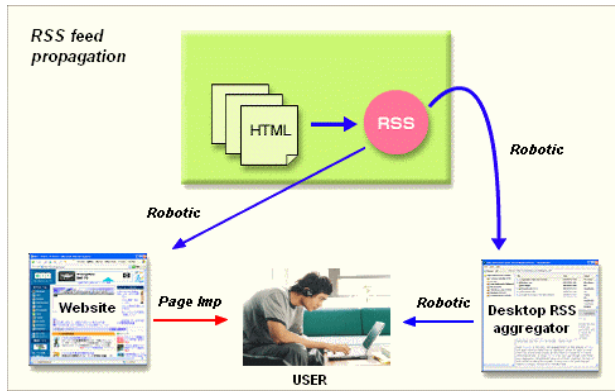 RSS feed
propagation
HTML
RSS
Robotic
Robotic
Website
Page Imp
Robotic
Desktop RSS
aggregator
USER